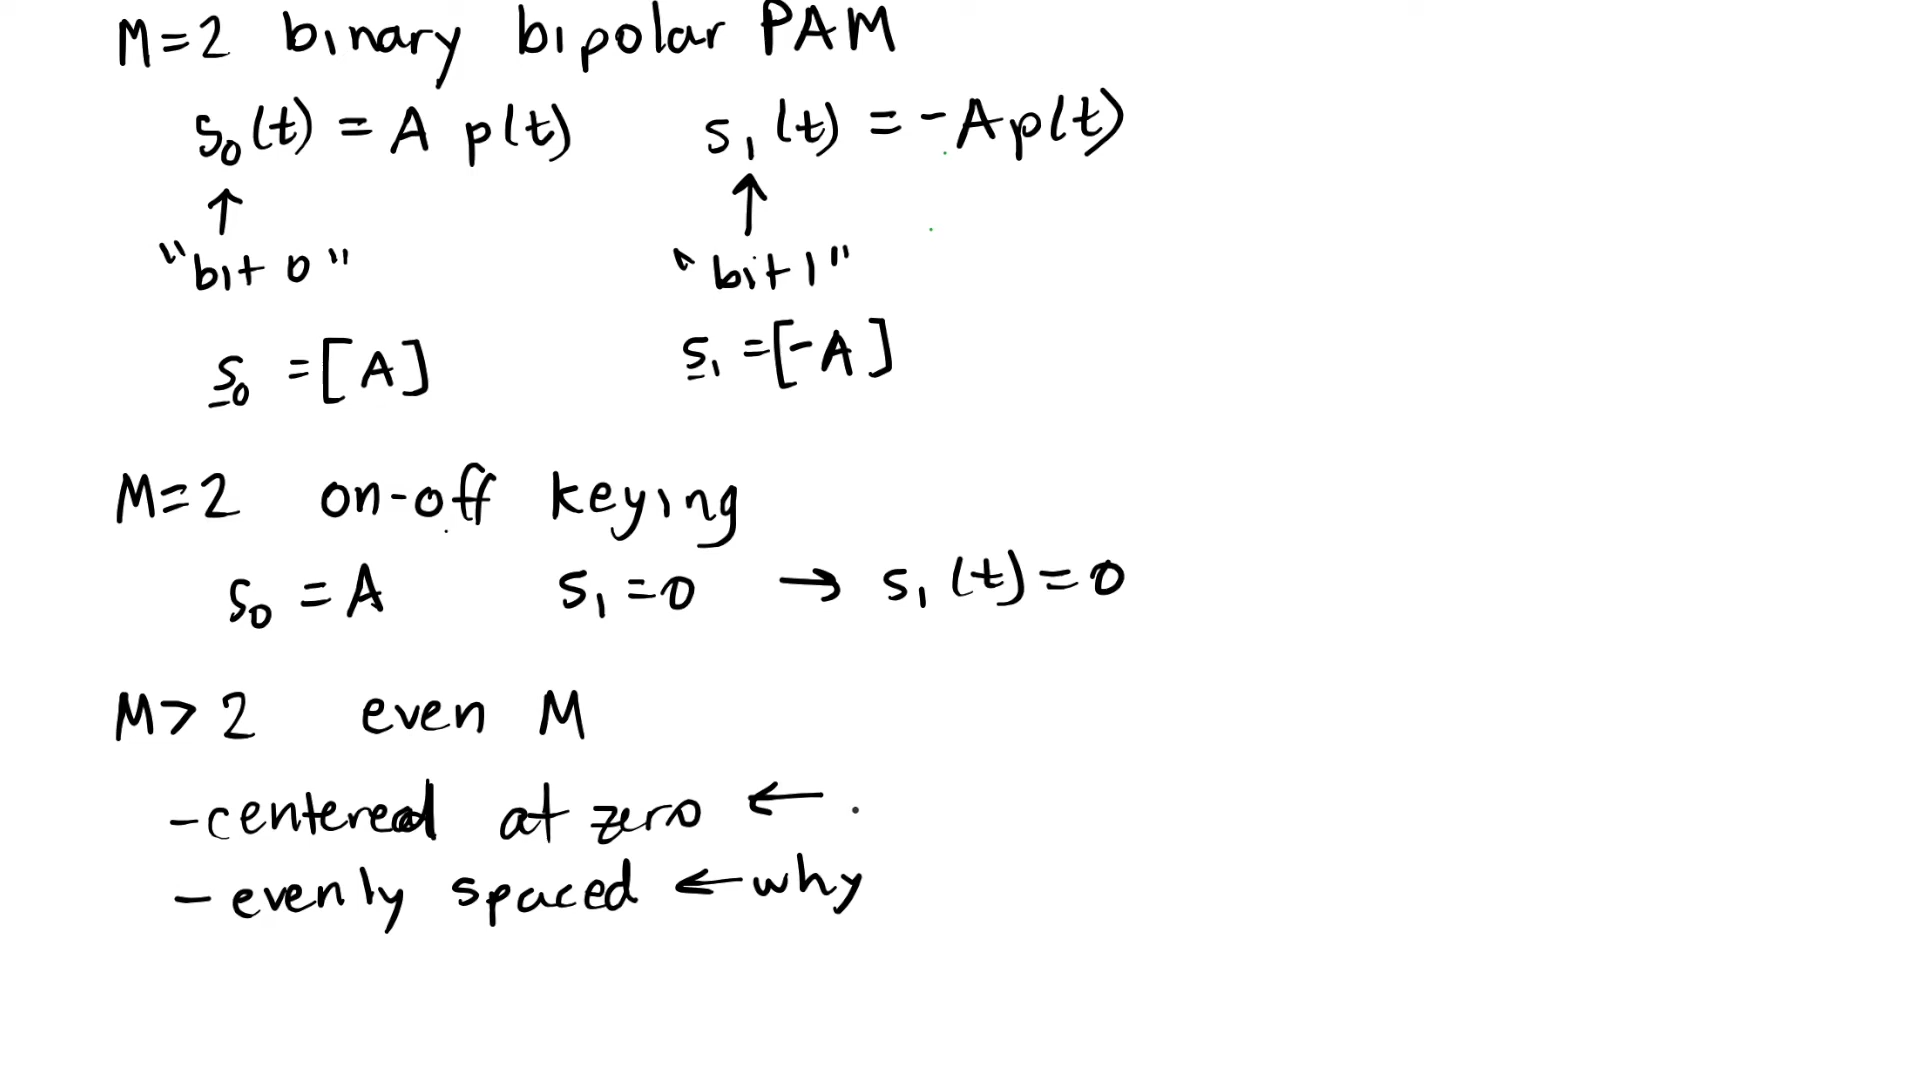 M=2 binary bipolar PAM
s₀(t) = A p(t) s₁(t) = -Ap(t)
↑ ↑
"bit 0" "bit 1"
s₀ = [A] s₁ = [-A]
M=2 on-off keying
s₀ = A s₁ = 0 → s₁(t) = 0
M > 2 even M
- centered at zero ←
- evenly spaced ← why